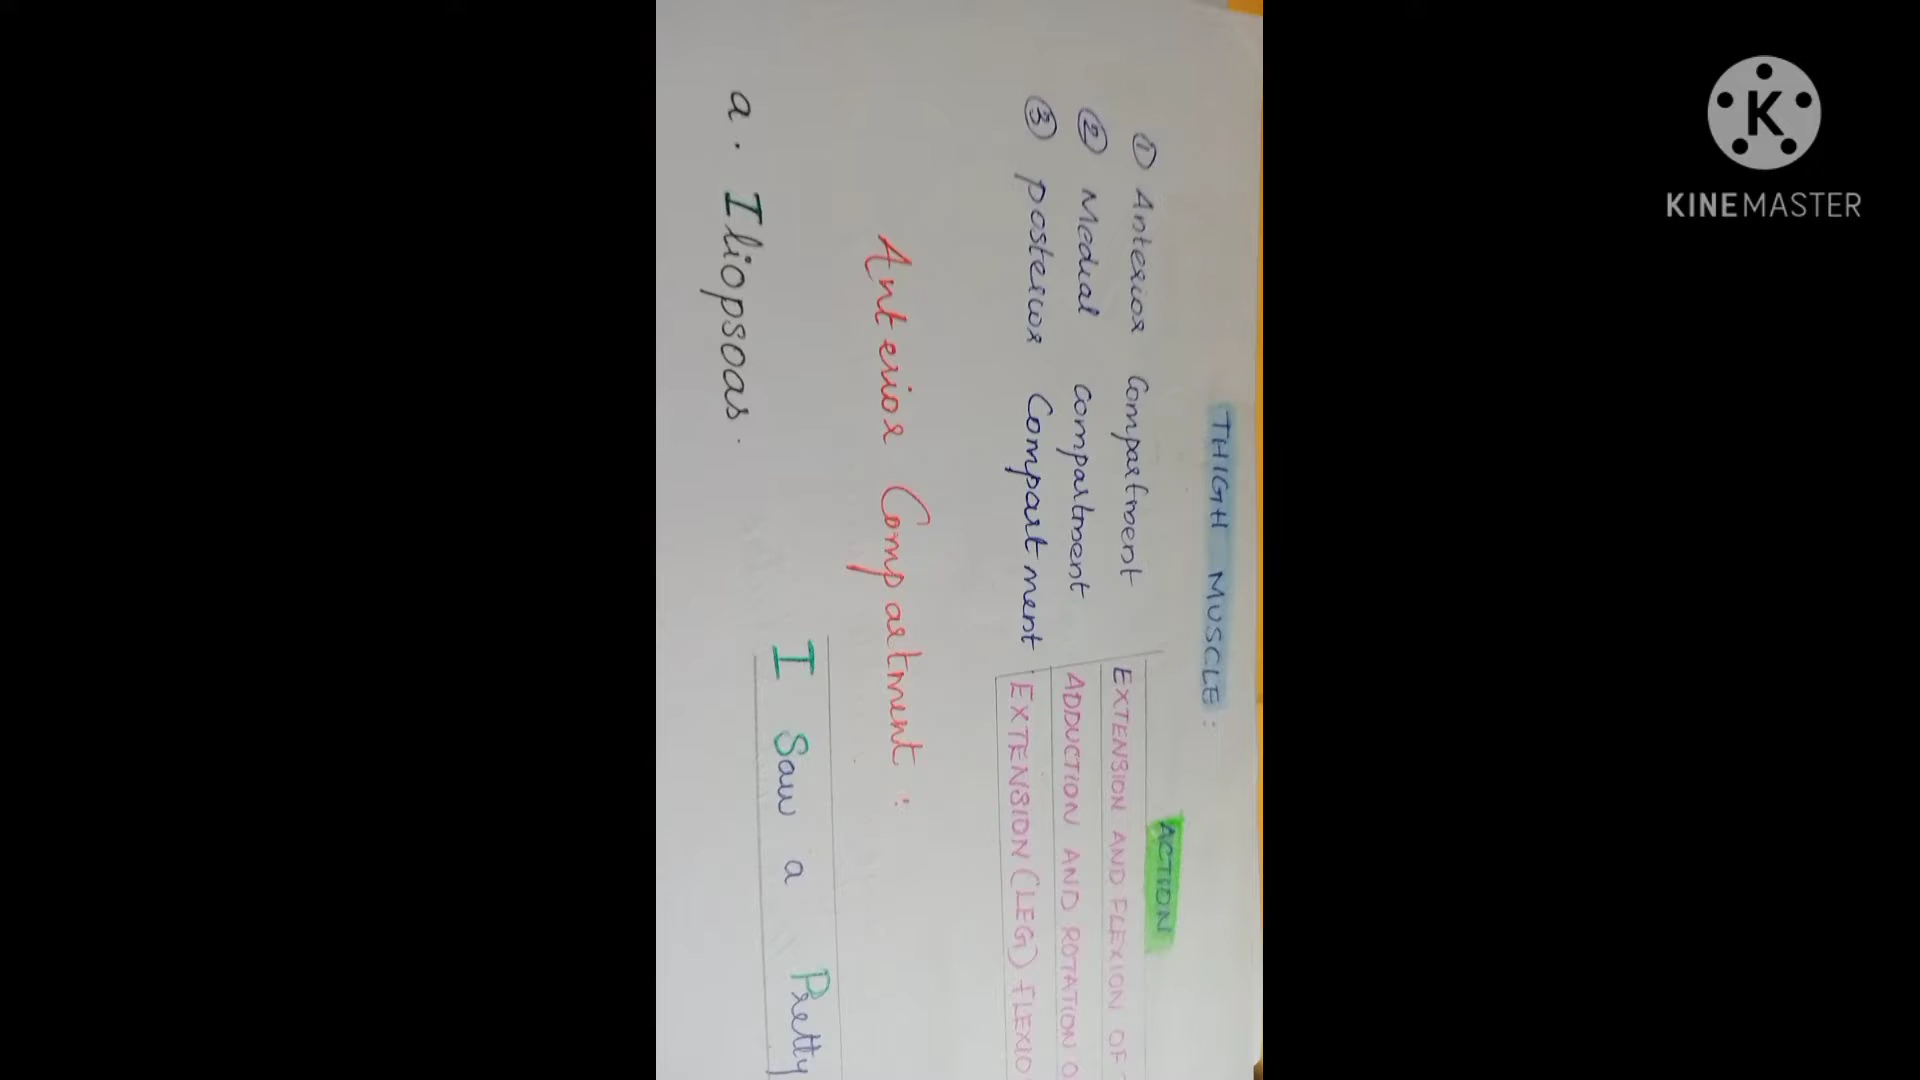 THIGH MUSCLE:
ACTION
① Anterior Compartment EXTENSION AND FLEXION OF
② Medial compartment ADDUCTION AND ROTATION O
③ posterior Compartment EXTENSION (LEG) FLEXIO
Anterior Compartment:
I Saw a Pretty
a. Iliopsoas.
KINEMASTER